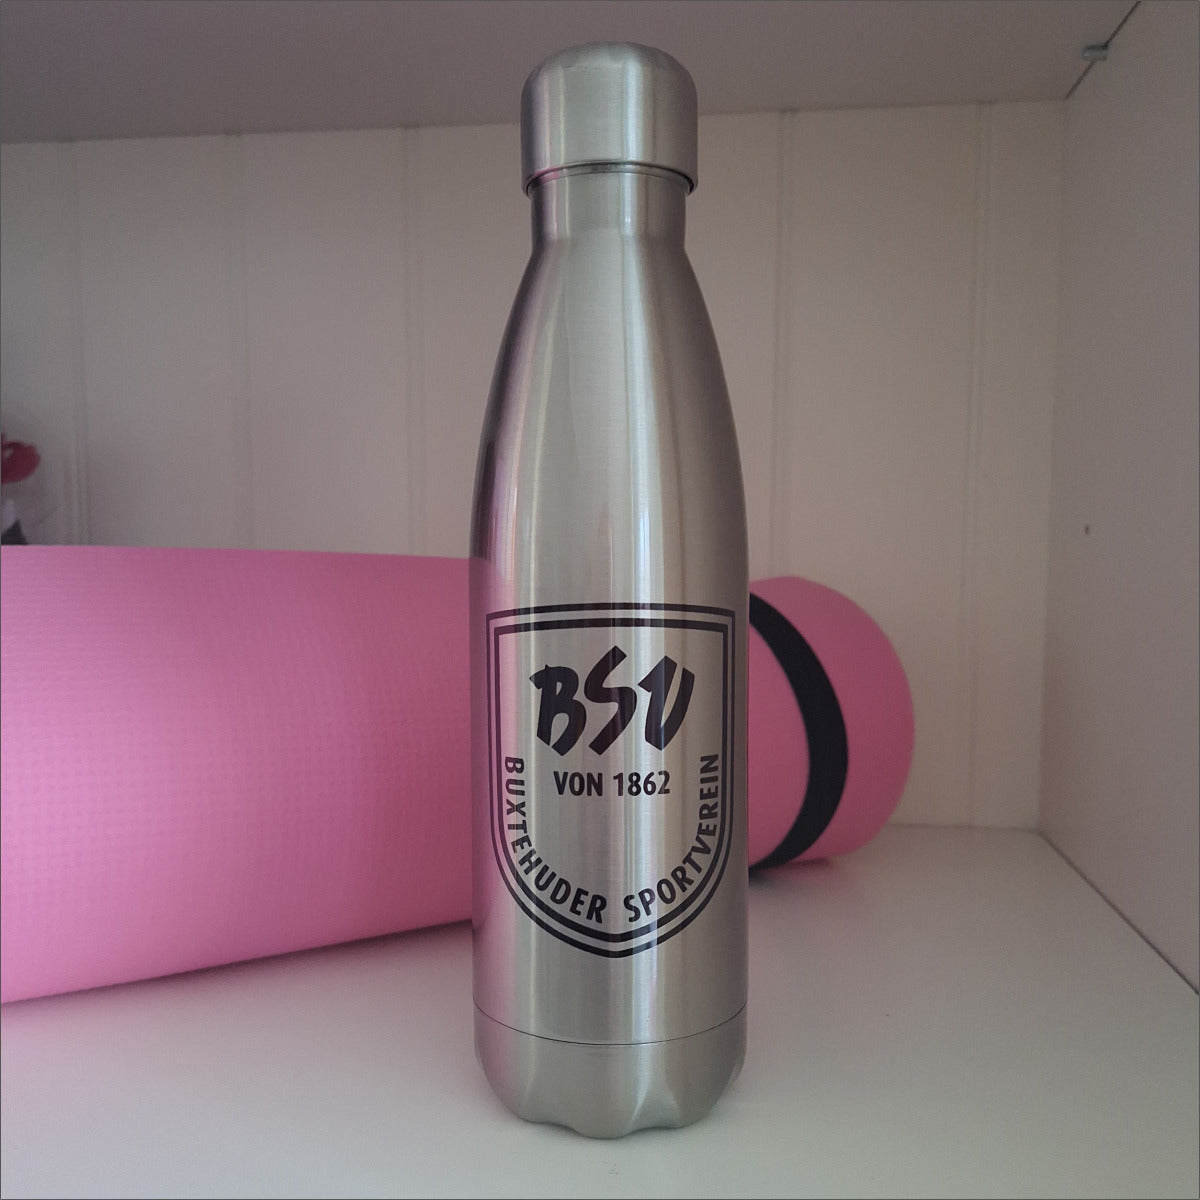 BSV
VON 1862
BUXTEHUDER SPORTVEREIN